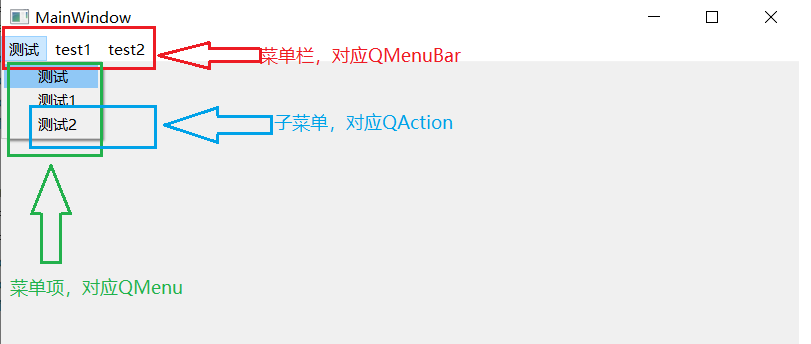 MainWindow
测试 test1 test2
菜单栏，对应QMenuBar
测试
测试1
测试2
子菜单，对应QAction
菜单项，对应QMenu